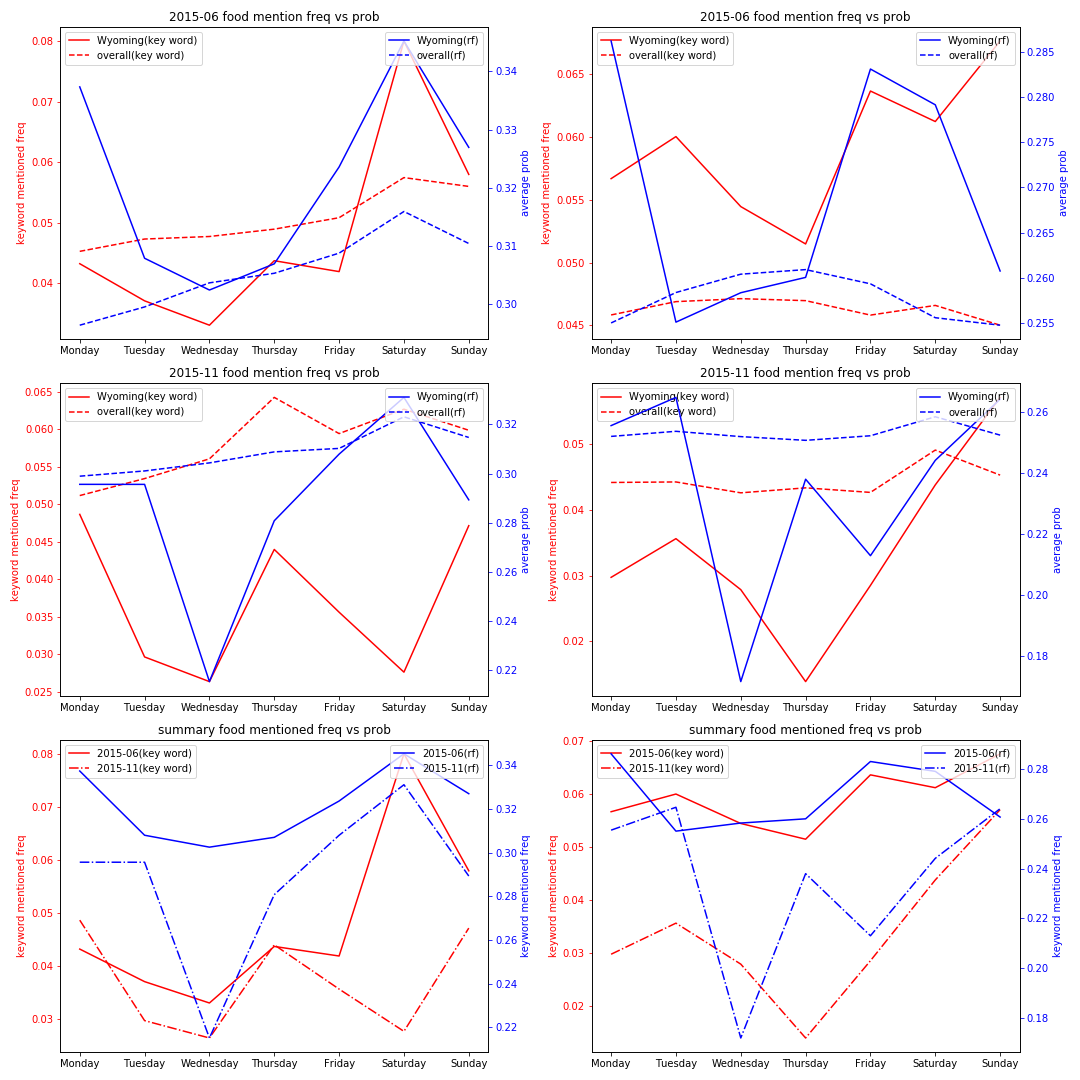 2015-06 food mention freq vs prob
Wyoming(key word)
overall(key word)
Wyoming(rf)
overall(rf)
0.08
0.07
0.06
0.05
0.04
keyword mentioned freq
0.34
0.33
0.32
0.31
0.30
average prob
Monday Tuesday Wednesday Thursday Friday Saturday Sunday
2015-06 food mention freq vs prob
Wyoming(key word)
overall(key word)
Wyoming(rf)
overall(rf)
0.065
0.060
0.055
0.050
0.045
keyword mentioned freq
0.285
0.280
0.275
0.270
0.265
0.260
0.255
average prob
Monday Tuesday Wednesday Thursday Friday Saturday Sunday
2015-11 food mention freq vs prob
Wyoming(key word)
overall(key word)
Wyoming(rf)
overall(rf)
0.065
0.060
0.055
0.050
0.045
0.040
0.035
0.030
0.025
keyword mentioned freq
0.32
0.30
0.28
0.26
0.24
0.22
average prob
Monday Tuesday Wednesday Thursday Friday Saturday Sunday
2015-11 food mention freq vs prob
Wyoming(key word)
overall(key word)
Wyoming(rf)
overall(rf)
0.05
0.04
0.03
0.02
keyword mentioned freq
0.26
0.24
0.22
0.20
0.18
average prob
Monday Tuesday Wednesday Thursday Friday Saturday Sunday
summary food mentioned freq vs prob
2015-06(key word)
2015-11(key word)
2015-06(rf)
2015-11(rf)
0.08
0.07
0.06
0.05
0.04
0.03
keyword mentioned freq
0.34
0.32
0.30
0.28
0.26
0.24
0.22
keyword mentioned freq
Monday Tuesday Wednesday Thursday Friday Saturday Sunday
summary food mentioned freq vs prob
2015-06(key word)
2015-11(key word)
2015-06(rf)
2015-11(rf)
0.07
0.06
0.05
0.04
0.03
0.02
keyword mentioned freq
0.28
0.26
0.24
0.22
0.20
0.18
keyword mentioned freq
Monday Tuesday Wednesday Thursday Friday Saturday Sunday